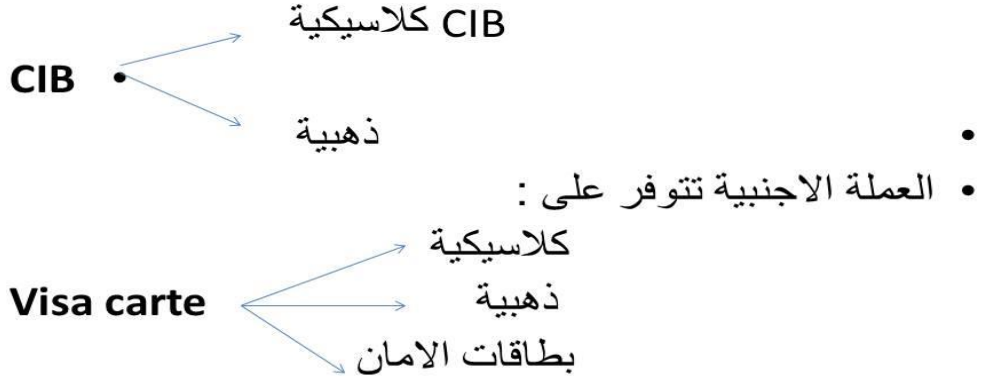 CIB كلاسيكية
• CIB
ذهبية
•
• العملة الاجنبية تتوفر على :
كلاسيكية
Visa carte ذهبية
بطاقات الامان